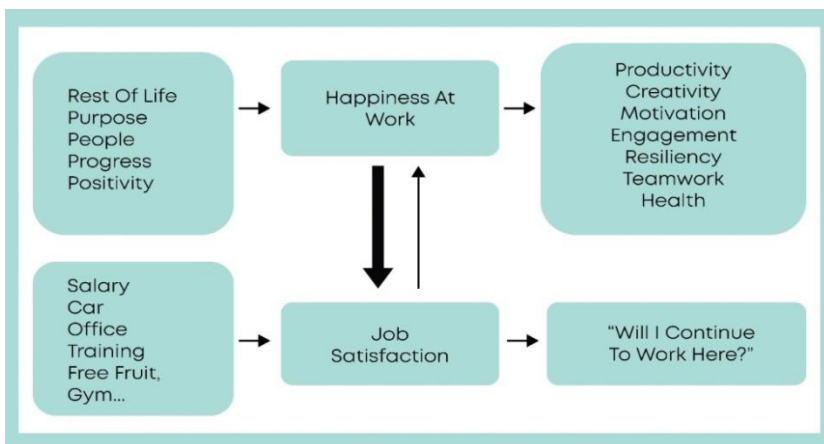 Rest Of Life
Purpose
People
Progress
Positivity
Happiness At
Work
Productivity
Creativity
Motivation
Engagement
Resiliency
Teamwork
Health
Salary
Car
Office
Training
Free Fruit,
Gym...
Job
Satisfaction
“Will I Continue
To Work Here?”